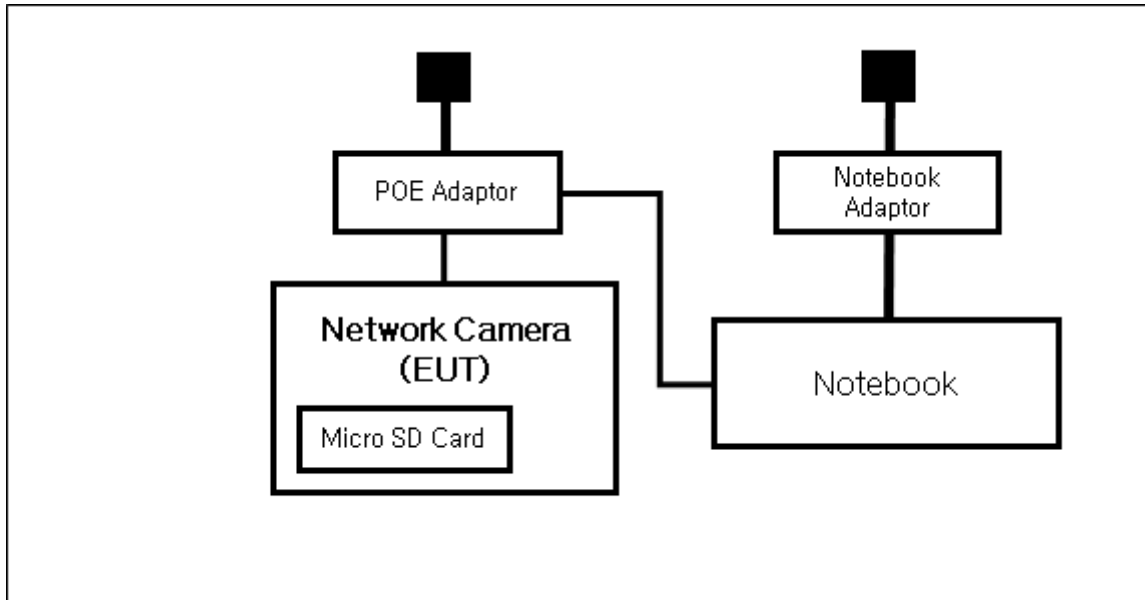 POE Adaptor
Notebook
Adaptor
Network Camera
(EUT)
Micro SD Card
Notebook